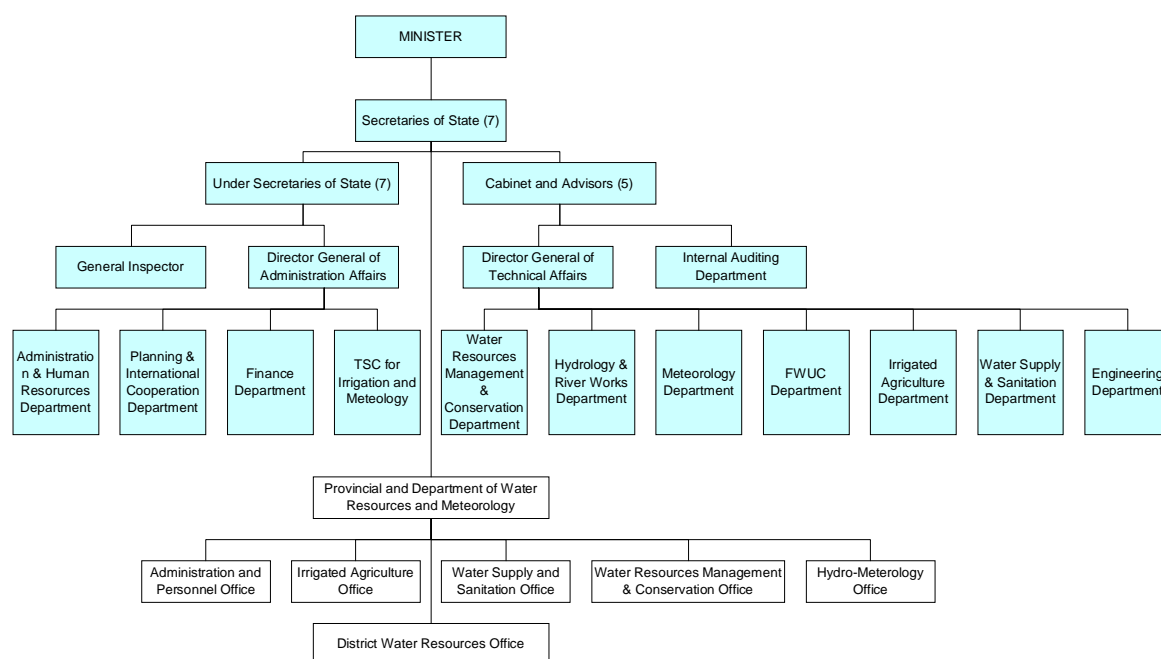 MINISTER
Secretaries of State (7)
Under Secretaries of State (7)
Cabinet and Advisors (5)
General Inspector
Director General of
Administration Affairs
Director General of
Technical Affairs
Internal Auditing
Department
Administratio
n & Human
Resorurces
Department
Planning &
International
Cooperation
Department
Finance
Department
TSC for
Irrigation and
Meteology
Water
Resources
Management
&
Conservation
Department
Hydrology &
River Works
Department
Meteorology
Department
FWUC
Department
Irrigated
Agriculture
Department
Water Supply
& Sanitation
Department
Engineering
Department
Provincial and Department of Water
Resources and Meteorology
Administration and
Personnel Office
Irrigated Agriculture
Office
Water Supply and
Sanitation Office
Water Resources Management
& Conservation Office
Hydro-Meterology
Office
District Water Resources Office